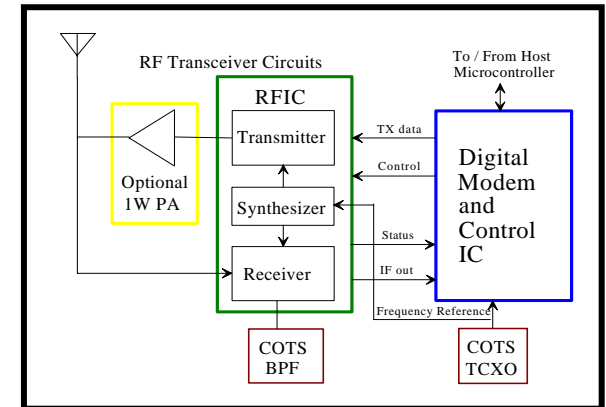 To / From Host
Microcontroller
RF Transceiver Circuits
RFIC
Transmitter
TX data
Control
Optional
1W PA
Synthesizer
Digital
Modem
and
Control
IC
Status
Receiver
IF out
Frequency Reference
COTS
BPF
COTS
TCXO